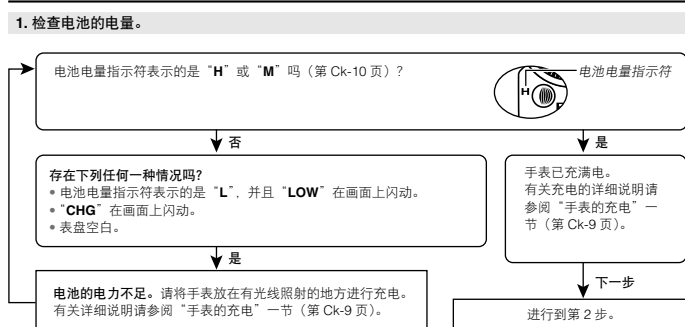 1. 检查电池的电量。
电池电量指示符表示的是“H”或“M”吗（第 Ck-10 页）？
电池电量指示符
H
否
是
存在下列任何一种情况吗?
• 电池电量指示符表示的是“L”，并且“LOW”在画面上闪动。
• “CHG”在画面上闪动。
• 表盘空白。
手表已充满电。
有关充电的详细说明请
参阅“手表的充电”一
节（第 Ck-9 页）。
是
下一步
电池的电力不足。请将手表放在有光线照射的地方进行充电。
有关详细说明请参阅“手表的充电”一节（第 Ck-9 页）。
进行到第 2 步。